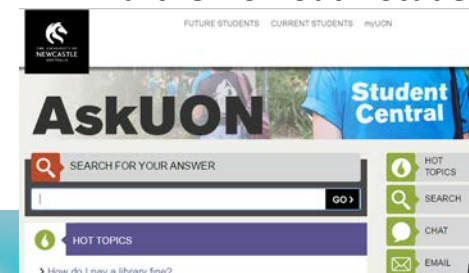 FUTURE STUDENTS CURRENT STUDENTS myUON
THE UNIVERSITY OF
NEWCASTLE
AUSTRALIA
AskUON
Student
Central
SEARCH FOR YOUR ANSWER
GO
HOT TOPICS
How do I pay a library fine?
HOT
TOPICS
SEARCH
CHAT
EMAIL